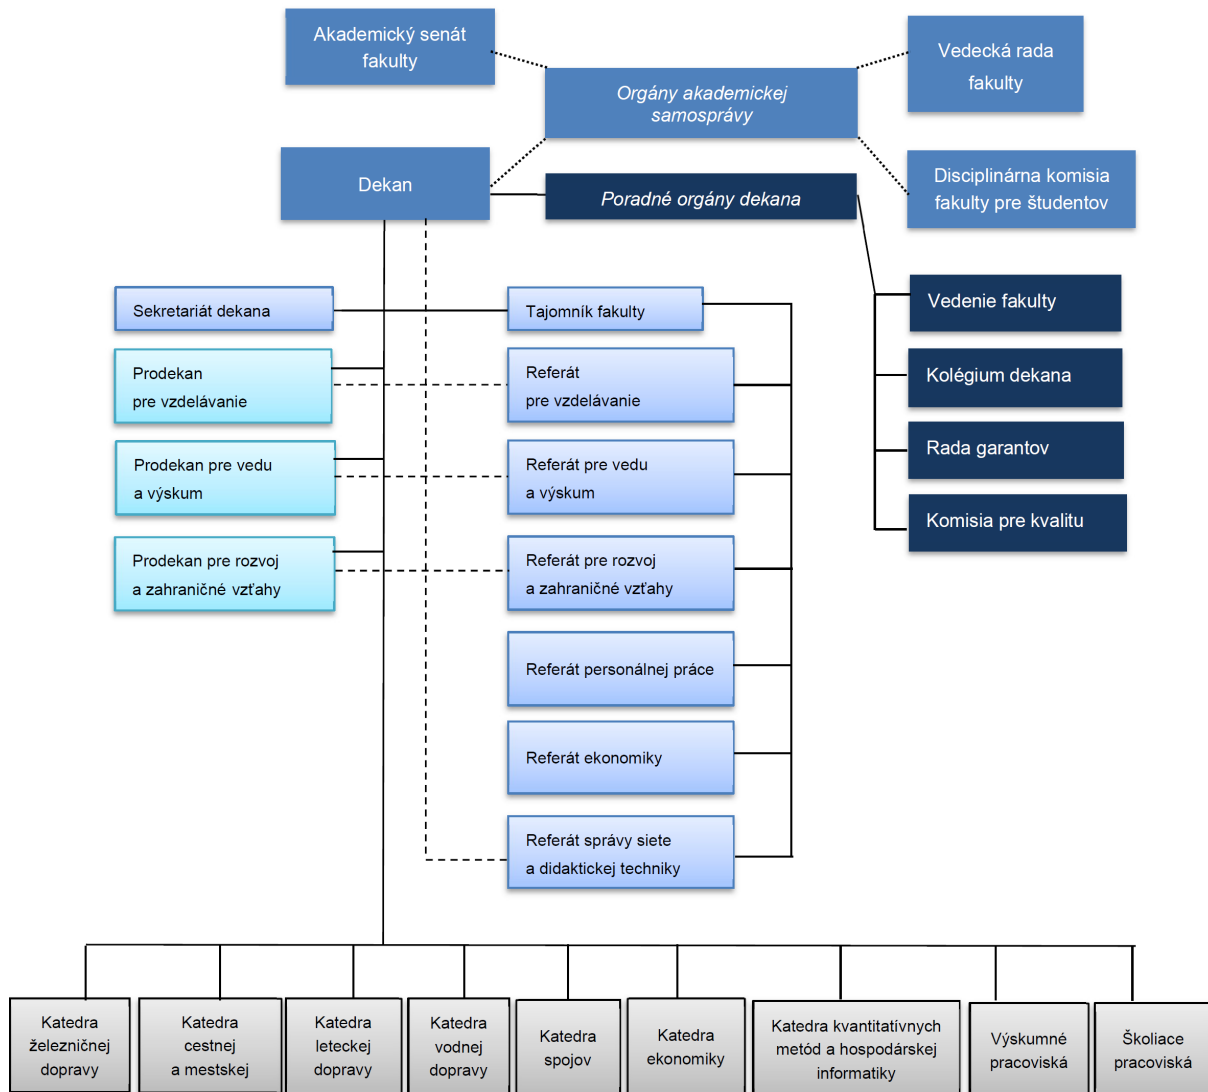 Akademický senát
fakulty
Vedecká rada
fakulty
Orgány akademickej
samosprávy
Dekan
Poradné orgány dekana
Disciplinárna komisia
fakulty pre študentov
Sekretariát dekana
Tajomník fakulty
Vedenie fakulty
Prodekan
pre vzdelávanie
Referát
pre vzdelávanie
Kolégium dekana
Prodekan pre vedu
a výskum
Referát pre vedu
a výskum
Rada garantov
Komisia pre kvalitu
Prodekan pre rozvoj
a zahraničné vzťahy
Referát pre rozvoj
a zahraničné vzťahy
Referát personálnej práce
Referát ekonomiky
Referát správy siete
a didaktickej techniky
Katedra
železničnej
dopravy
Katedra
cestnej
a mestskej
Katedra
leteckej
dopravy
Katedra
vodnej
dopravy
Katedra
spojov
Katedra
ekonomiky
Katedra kvantitatívnych
metód a hospodárskej
informatiky
Výskumné
pracoviská
Školiace
pracoviská